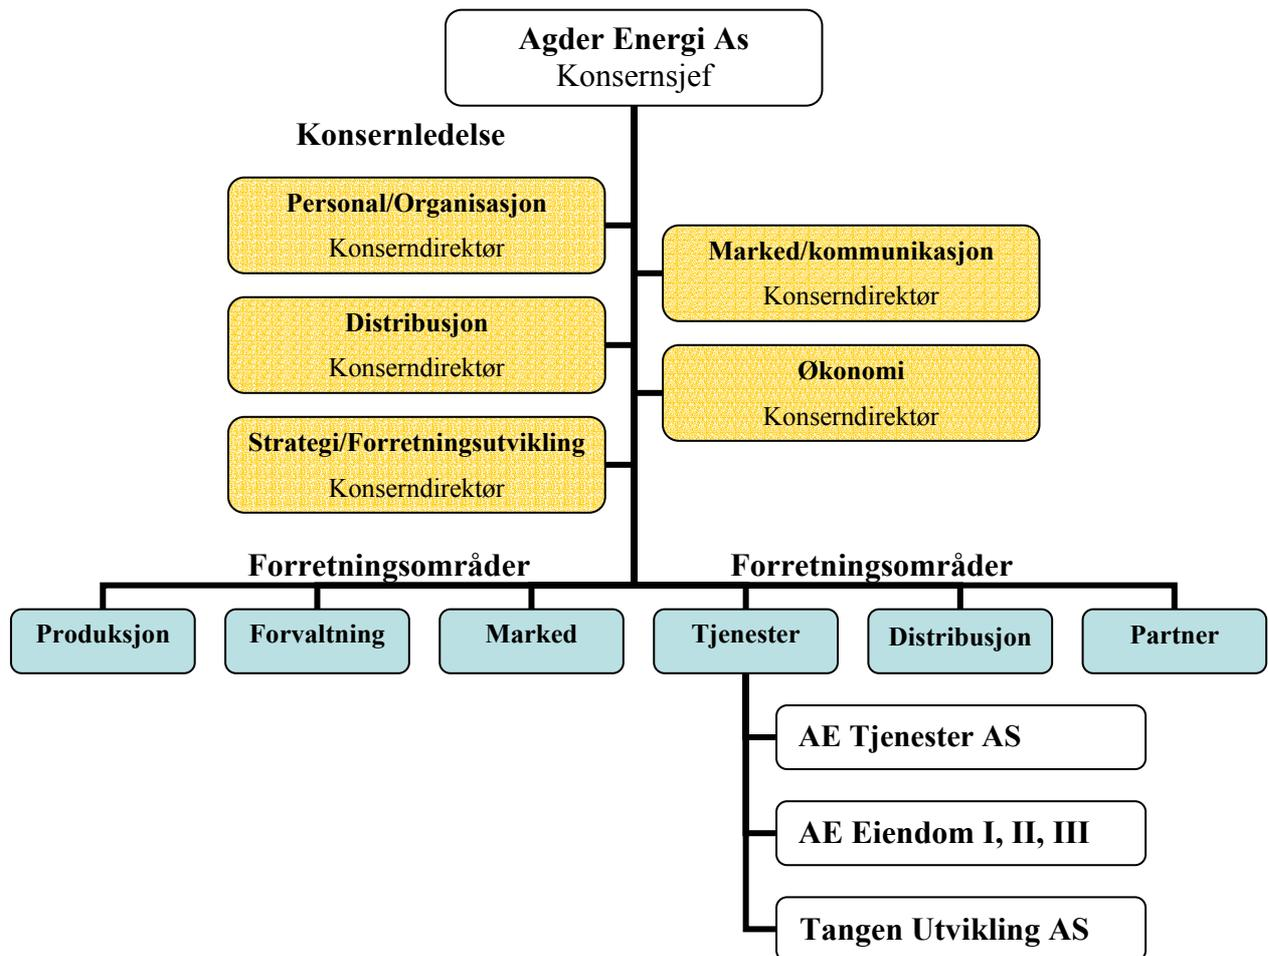 Agder Energi As
Konsernsjef
Konsernledelse
Personal/Organisasjon
Konserndirektør
Marked/kommunikasjon
Konserndirektør
Distribusjon
Konserndirektør
Økonomi
Konserndirektør
Strategi/Forretningsutvikling
Konserndirektør
Forretningsområder
Forretningsområder
Produksjon
Forvaltning
Marked
Tjenester
Distribusjon
Partner
AE Tjenester AS
AE Eiendom I, II, III
Tangen Utvikling AS